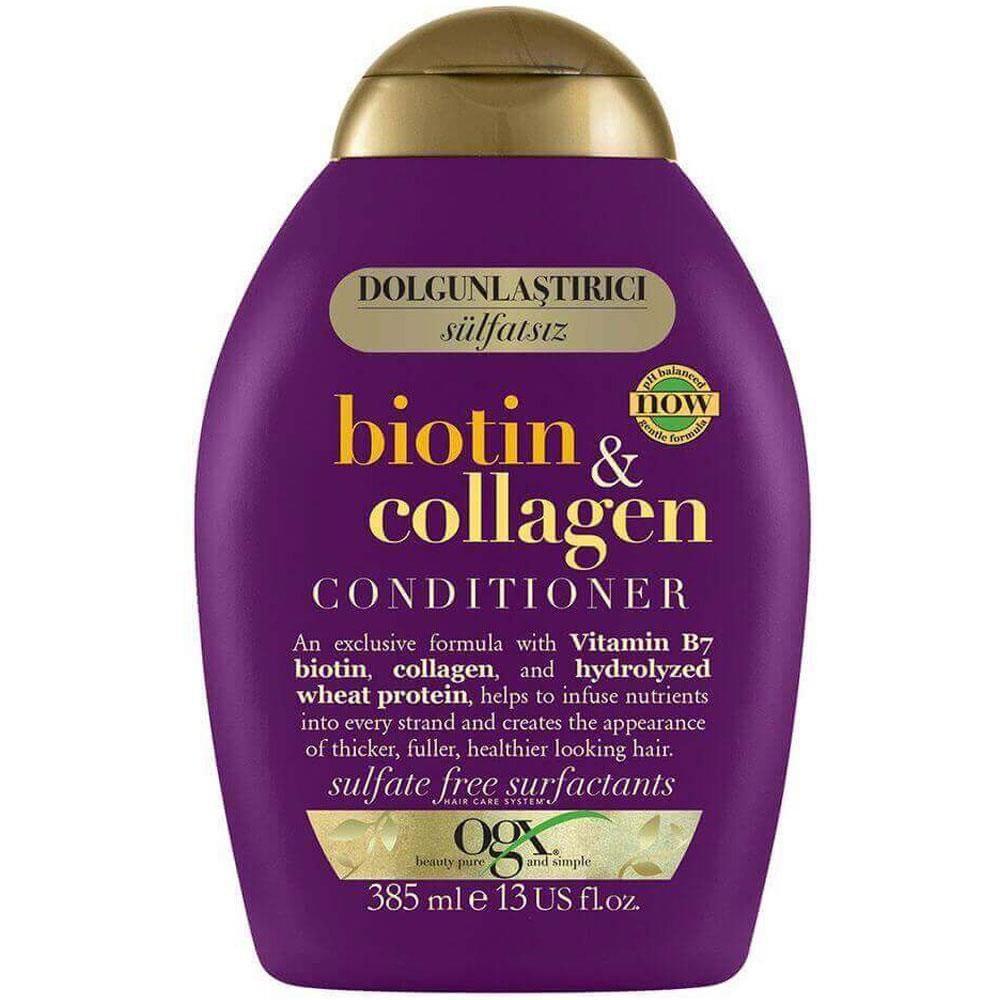 DOLGUNLAŞTIRICI
sülfatsız
pH balanced
now
gentle formula
biotin
& collagen
CONDITIONER
An exclusive formula with Vitamin B7
biotin, collagen, and hydrolyzed
wheat protein, helps to infuse nutrients
into every strand and creates the appearance
of thicker, fuller, healthier looking hair.
sulfate free surfactants
HAIR CARE SYSTEM
ogx®
beauty pure and simple
385 ml e 13 US fl.oz.